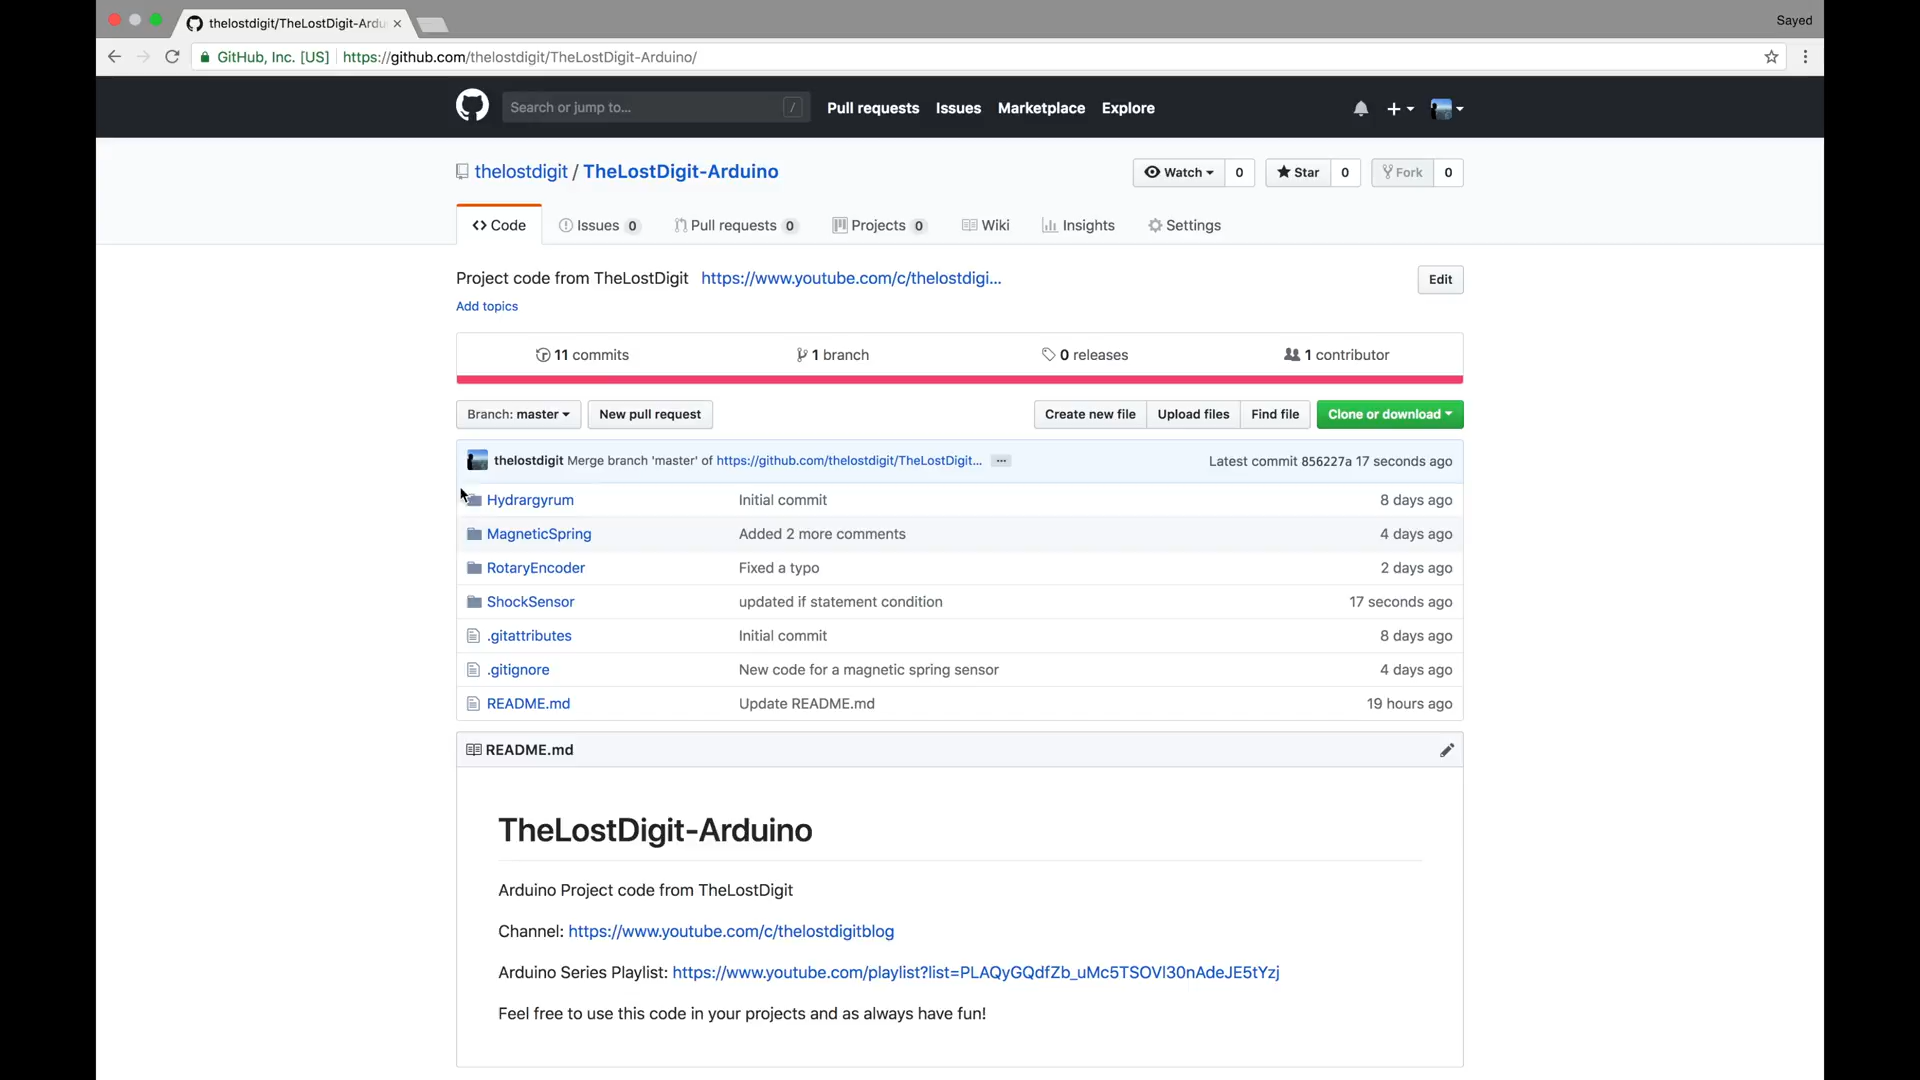 thelostdigit/TheLostDigit-Ardu
Sayed
GitHub, Inc. [US] https://github.com/thelostdigit/TheLostDigit-Arduino/
Search or jump to... / Pull requests Issues Marketplace Explore
thelostdigit / TheLostDigit-Arduino Watch 0 Star 0 Fork 0
Code Issues 0 Pull requests 0 Projects 0 Wiki Insights Settings
Project code from TheLostDigit https://www.youtube.com/c/thelostdigi... Edit
Add topics
11 commits 1 branch 0 releases 1 contributor
Branch: master New pull request Create new file Upload files Find file Clone or download
thelostdigit Merge branch 'master' of https://github.com/thelostdigit/TheLostDigit... ... Latest commit 856227a 17 seconds ago
Hydrargyrum Initial commit 8 days ago
MagneticSpring Added 2 more comments 4 days ago
RotaryEncoder Fixed a typo 2 days ago
ShockSensor updated if statement condition 17 seconds ago
.gitattributes Initial commit 8 days ago
.gitignore New code for a magnetic spring sensor 4 days ago
README.md Update README.md 19 hours ago
README.md
TheLostDigit-Arduino
Arduino Project code from TheLostDigit
Channel: https://www.youtube.com/c/thelostdigitblog
Arduino Series Playlist: https://www.youtube.com/playlist?list=PLAQyGQdfZb_uMc5TSOVl30nAdeJE5tYzj
Feel free to use this code in your projects and as always have fun!